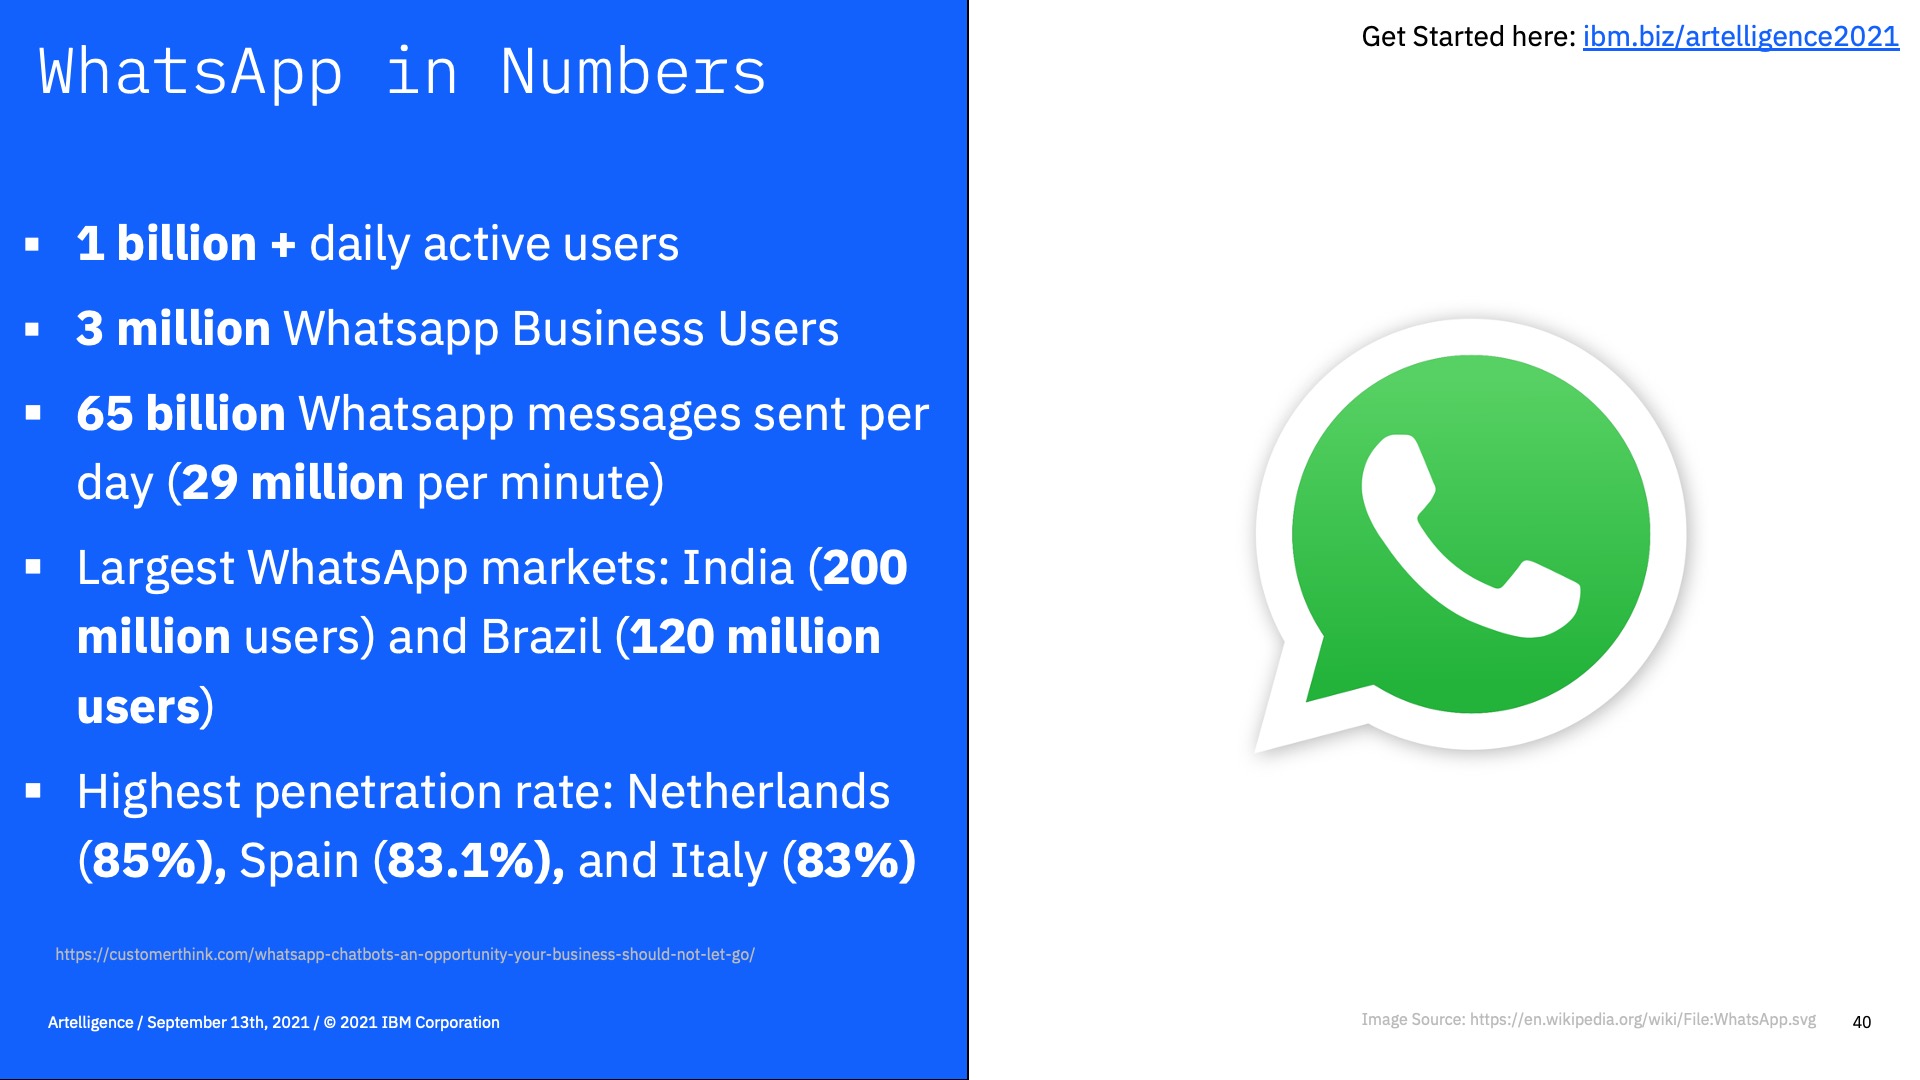 WhatsApp in Numbers
Get Started here: ibm.biz/artelligence2021
▪ 1 billion + daily active users
▪ 3 million Whatsapp Business Users
▪ 65 billion Whatsapp messages sent per
day (29 million per minute)
▪ Largest WhatsApp markets: India (200
million users) and Brazil (120 million
users)
▪ Highest penetration rate: Netherlands
(85%), Spain (83.1%), and Italy (83%)
https://customerthink.com/whatsapp-chatbots-an-opportunity-your-business-should-not-let-go/
Artelligence / September 13th, 2021 / © 2021 IBM Corporation
Image Source: https://en.wikipedia.org/wiki/File:WhatsApp.svg
40